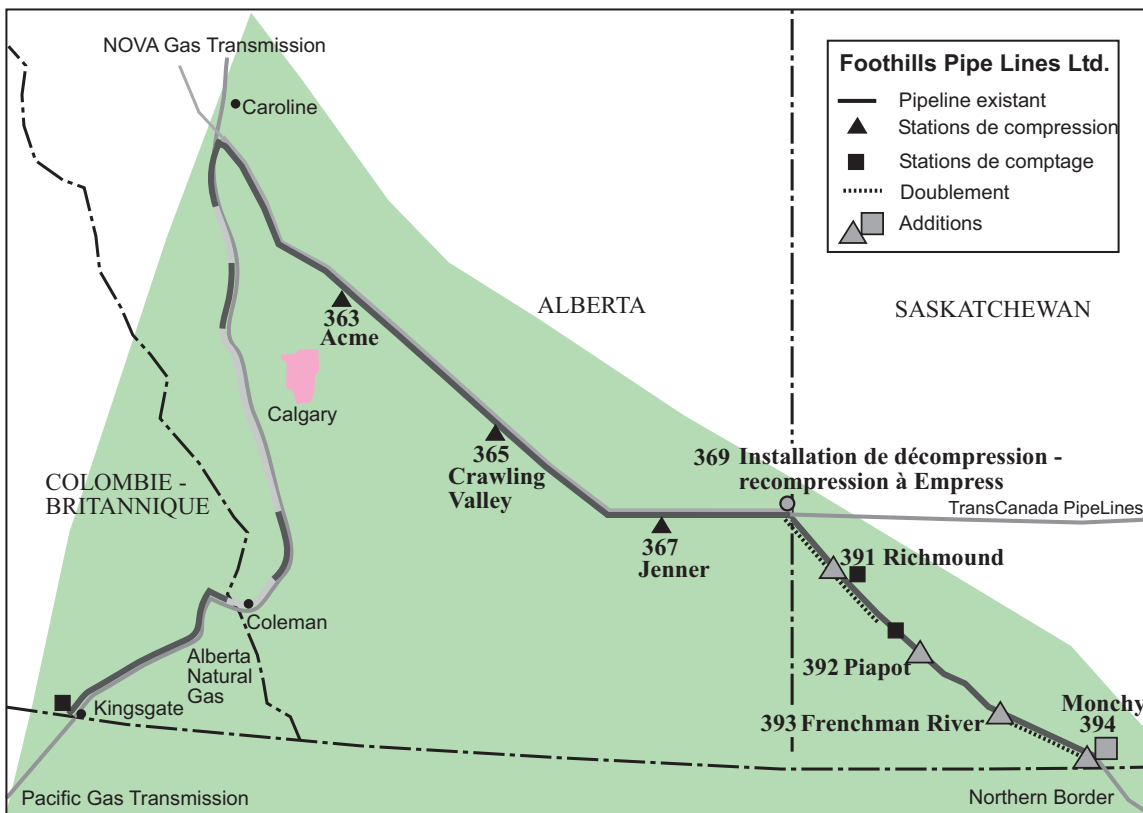 NOVA Gas Transmission
Caroline
Foothills Pipe Lines Ltd.
Pipeline existant
Stations de compression
Stations de comptage
Doublement
Additions
ALBERTA
SASKATCHEWAN
363
Acme
Calgary
365
Crawling
Valley
369 Installation de décompression -
recompression à Empress
TransCanada PipeLines
COLOMBIE -
BRITANNIQUE
367
Jenner
391 Richmound
Coleman
Alberta
Natural
Gas
392 Piapot
Kingsgate
393 Frenchman River
Monchy
394
Pacific Gas Transmission
Northern Border